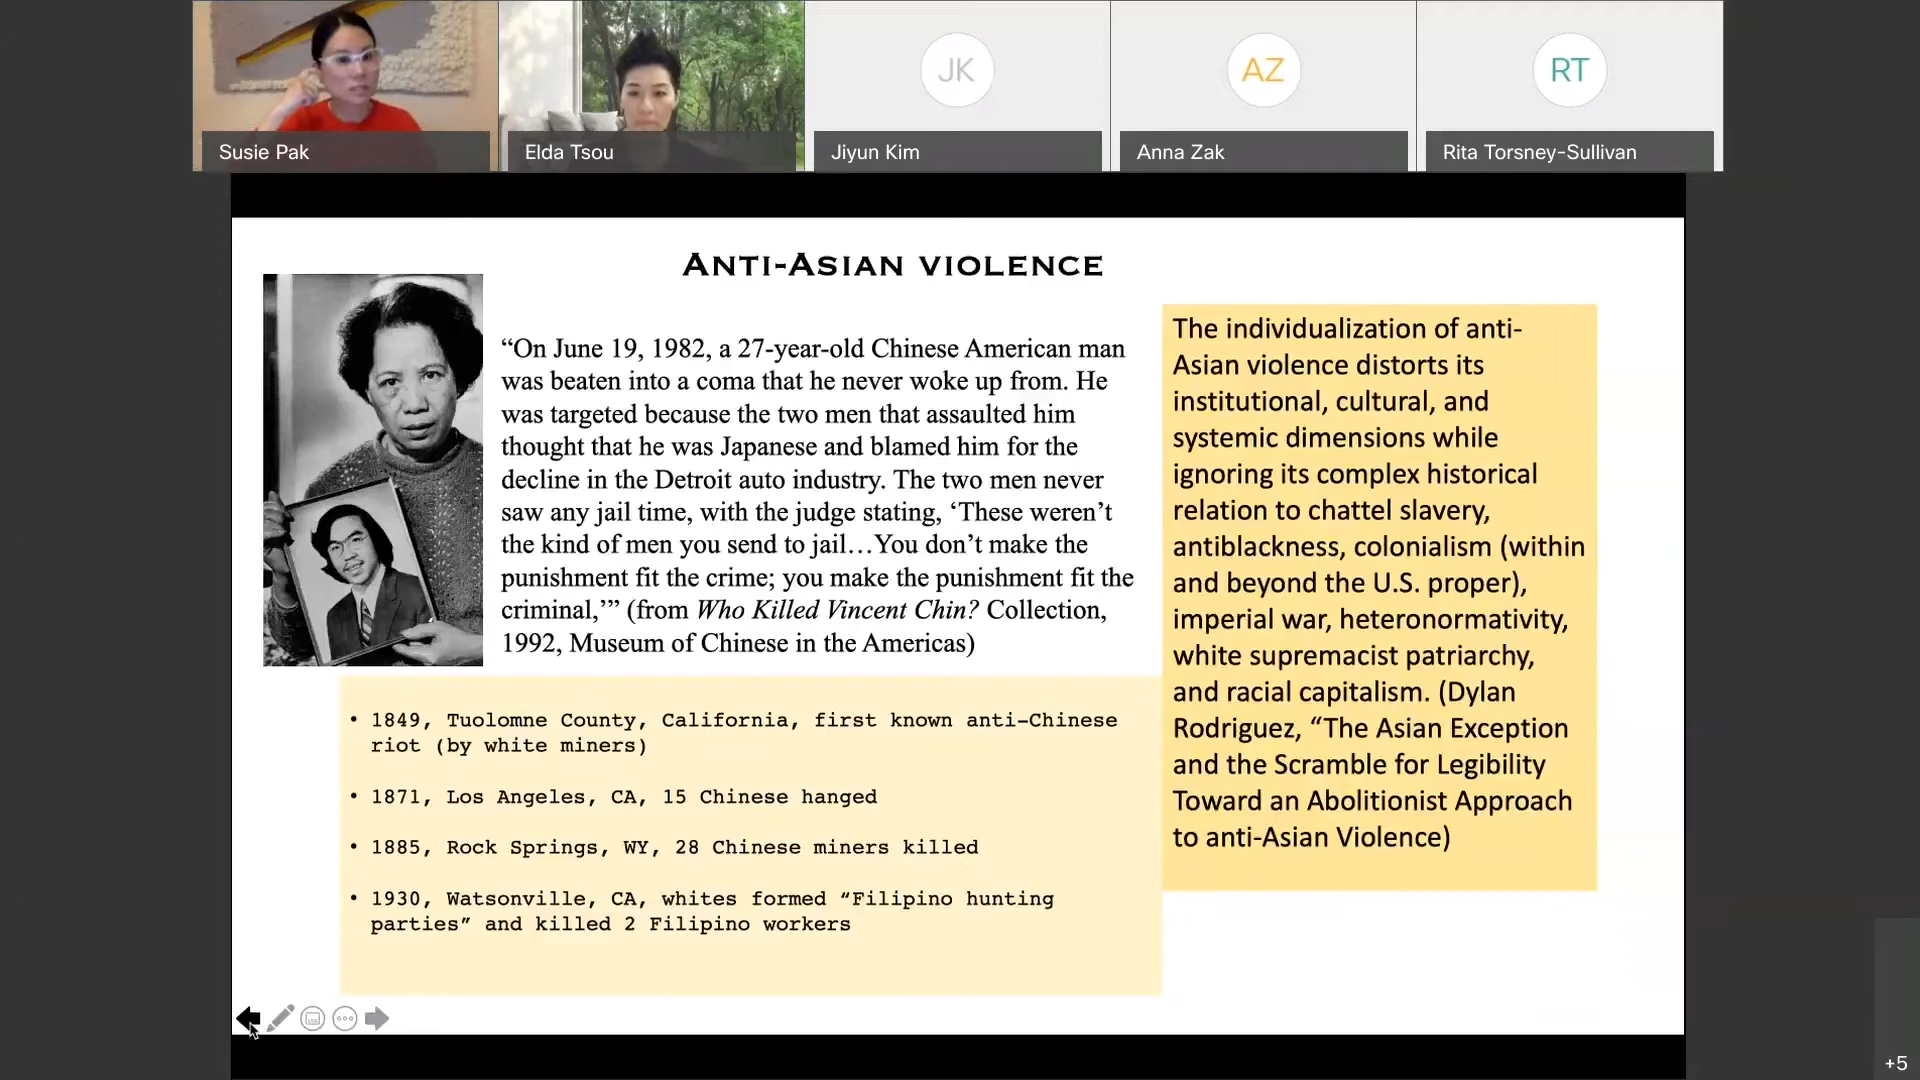 JK
AZ
RT
Susie Pak
Elda Tsou
Jiyun Kim
Anna Zak
Rita Torsney-Sullivan
ANTI-ASIAN VIOLENCE
“On June 19, 1982, a 27-year-old Chinese American man
was beaten into a coma that he never woke up from. He
was targeted because the two men that assaulted him
thought that he was Japanese and blamed him for the
decline in the Detroit auto industry. The two men never
saw any jail time, with the judge stating, ‘These weren’t
the kind of men you send to jail…You don’t make the
punishment fit the crime; you make the punishment fit the
criminal,’” (from Who Killed Vincent Chin? Collection,
1992, Museum of Chinese in the Americas)
• 1849, Tuolomne County, California, first known anti-Chinese
riot (by white miners)
• 1871, Los Angeles, CA, 15 Chinese hanged
• 1885, Rock Springs, WY, 28 Chinese miners killed
• 1930, Watsonville, CA, whites formed “Filipino hunting
parties” and killed 2 Filipino workers
The individualization of anti-
Asian violence distorts its
institutional, cultural, and
systemic dimensions while
ignoring its complex historical
relation to chattel slavery,
antiblackness, colonialism (within
and beyond the U.S. proper),
imperial war, heteronormativity,
white supremacist patriarchy,
and racial capitalism. (Dylan
Rodriguez, “The Asian Exception
and the Scramble for Legibility
Toward an Abolitionist Approach
to anti-Asian Violence)
+5